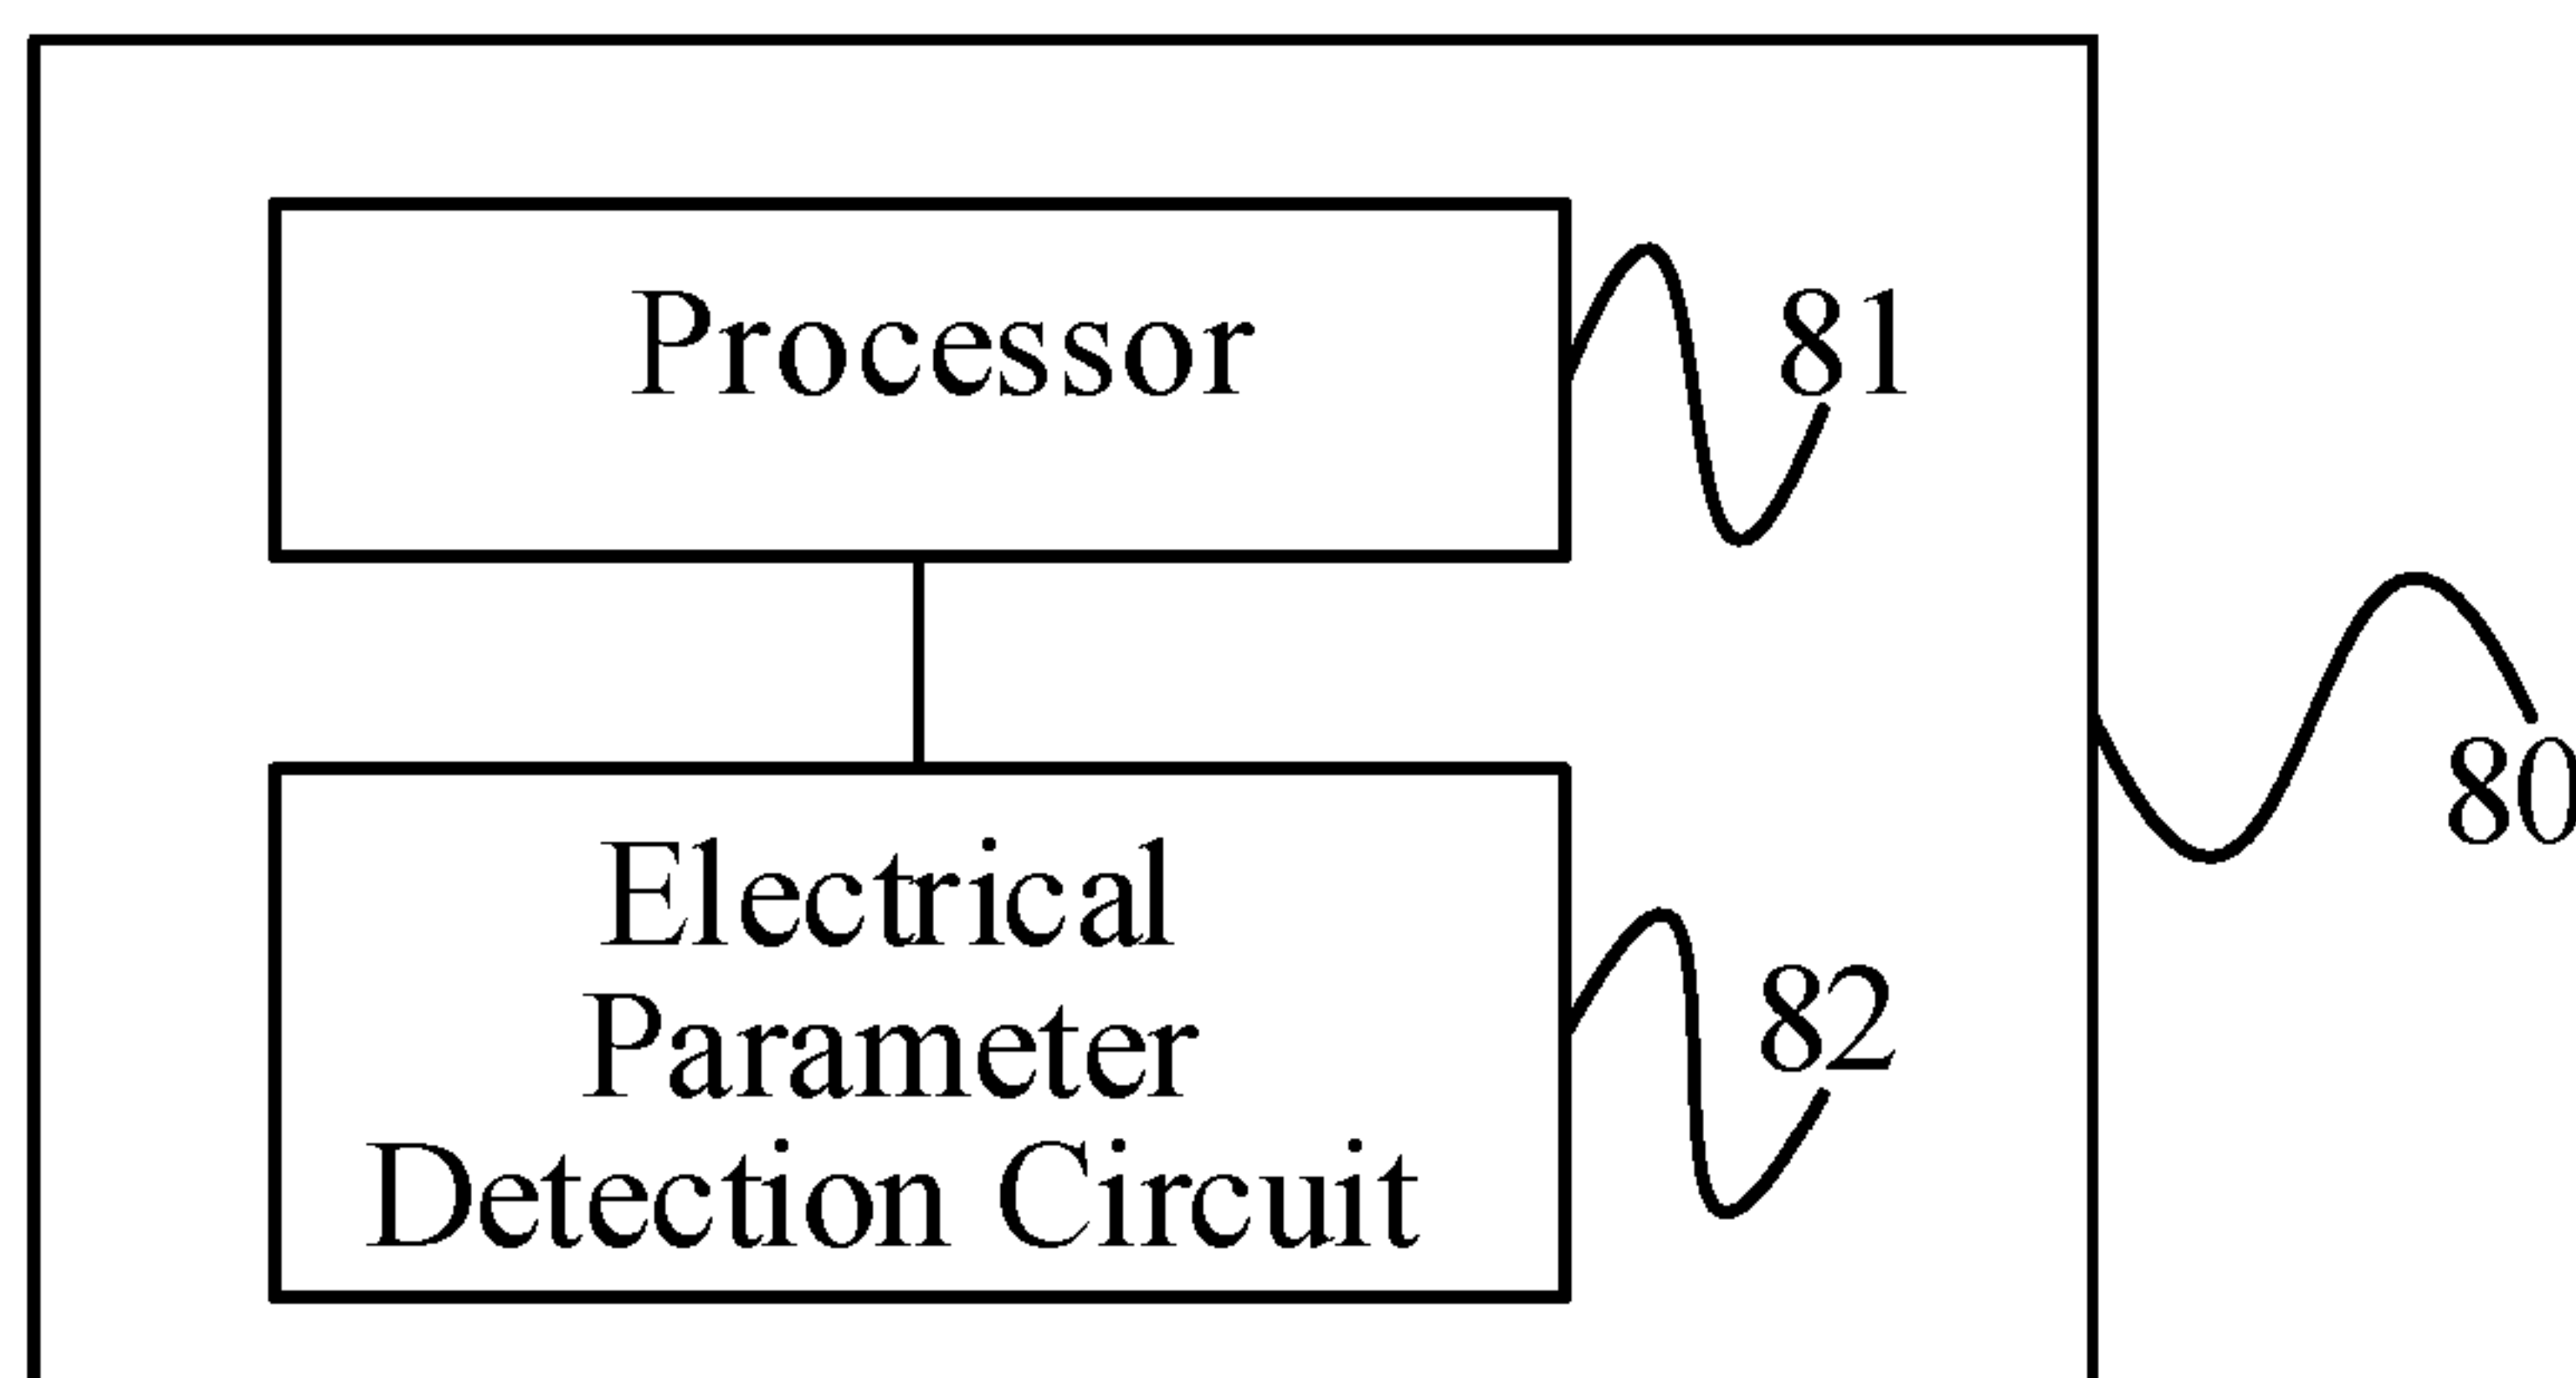 Processor
81
80
Electrical
Parameter
Detection Circuit
82